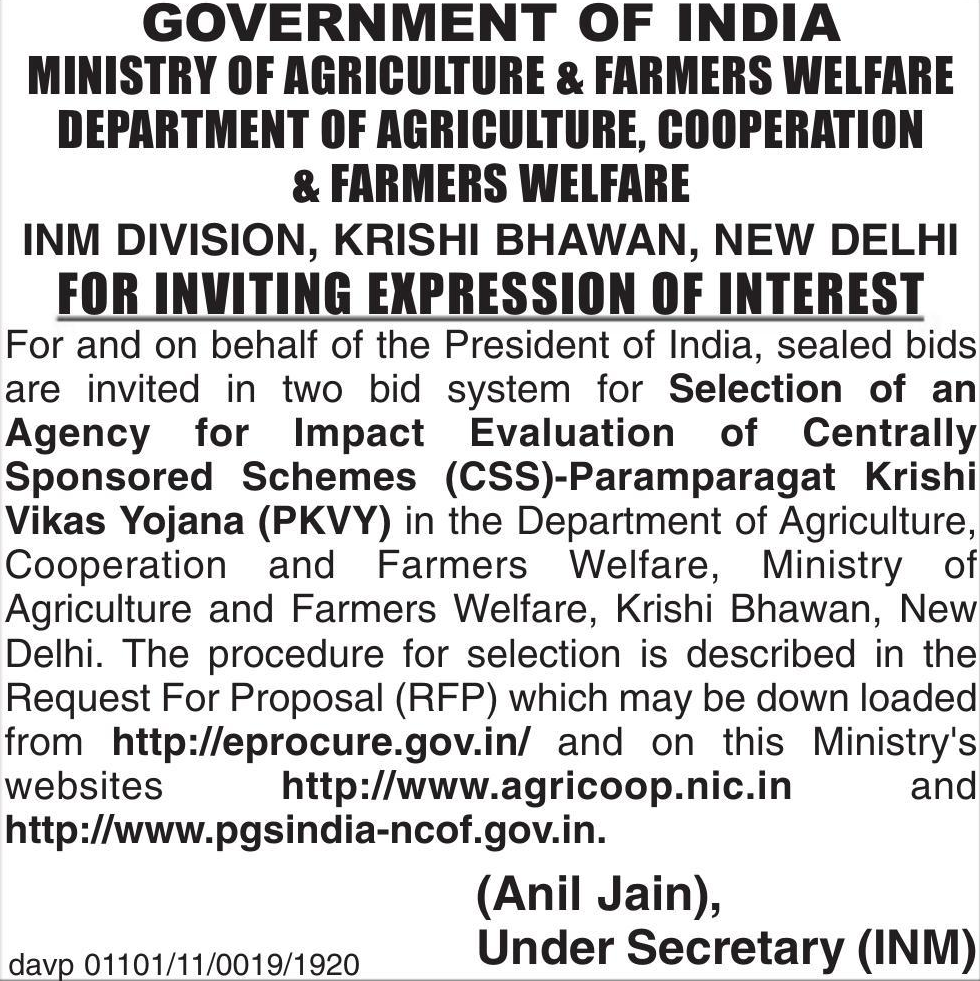 GOVERNMENT OF INDIA
MINISTRY OF AGRICULTURE & FARMERS WELFARE
DEPARTMENT OF AGRICULTURE, COOPERATION
& FARMERS WELFARE
INM DIVISION, KRISHI BHAWAN, NEW DELHI
FOR INVITING EXPRESSION OF INTEREST
For and on behalf of the President of India, sealed bids
are invited in two bid system for Selection of an
Agency for Impact Evaluation of Centrally
Sponsored Schemes (CSS)-Paramparagat Krishi
Vikas Yojana (PKVY) in the Department of Agriculture,
Cooperation and Farmers Welfare, Ministry of
Agriculture and Farmers Welfare, Krishi Bhawan, New
Delhi. The procedure for selection is described in the
Request For Proposal (RFP) which may be down loaded
from http://eprocure.gov.in/ and on this Ministry's
websites http://www.agricoop.nic.in and
http://www.pgsindia-ncof.gov.in.
(Anil Jain),
Under Secretary (INM)
davp 01101/11/0019/1920